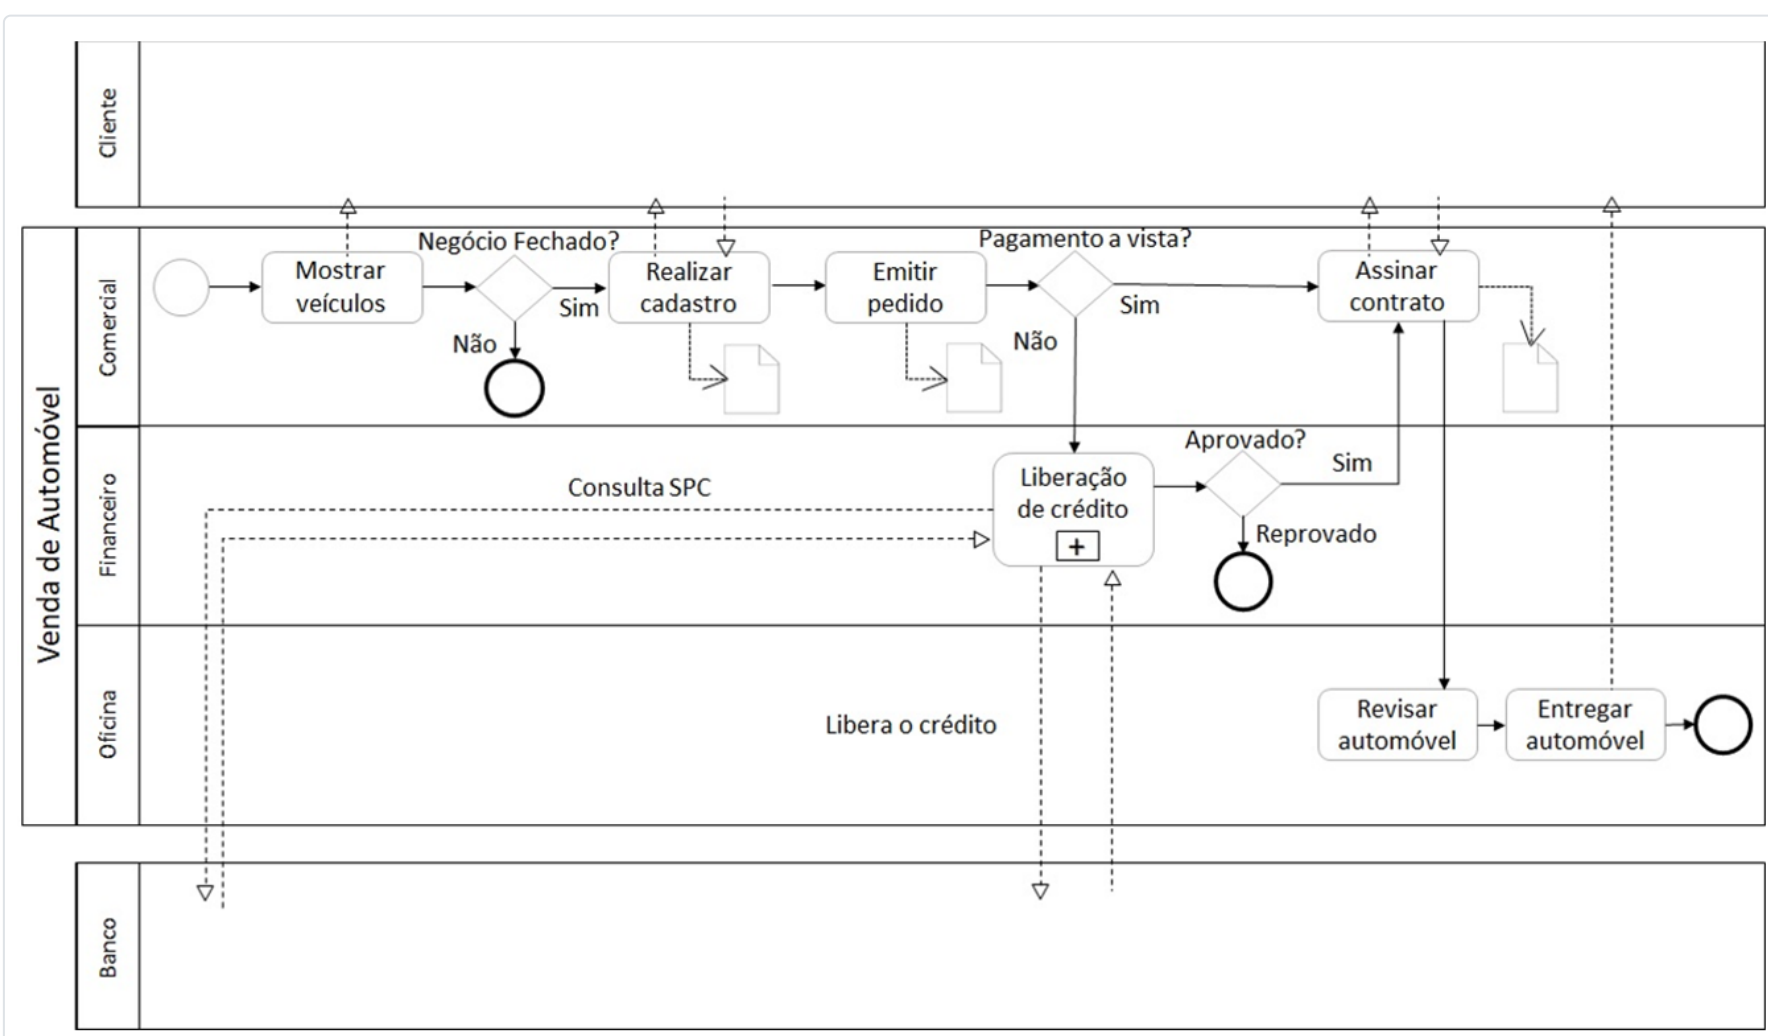 Cliente
Venda de Automóvel
Comercial
Negócio Fechado?
Pagamento a vista?
Mostrar
veículos
Sim
Não
Realizar
cadastro
Emitir
pedido
Sim
Não
Assinar
contrato
Financeiro
Consulta SPC
Liberação
de crédito
+
Aprovado?
Sim
Reprovado
Oficina
Libera o crédito
Revisar
automóvel
Entregar
automóvel
Banco